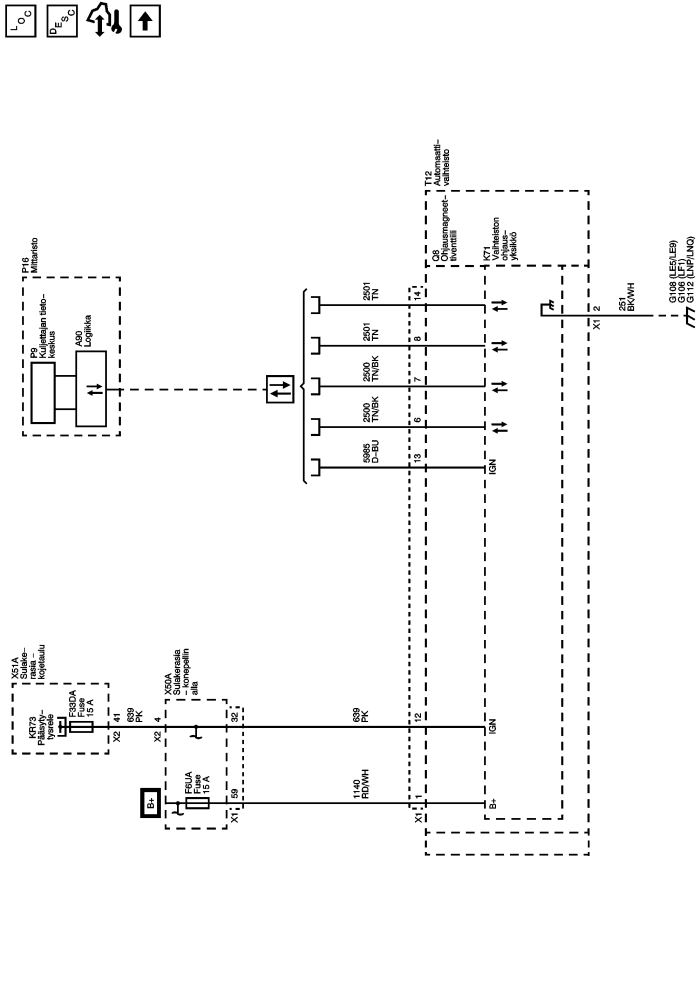 LOC
DESC
B+
X51A
Sulake–
rasia –
kojetaulu
KR73
Pääsyty–
tysrele
F33DA
Fuse
15 A
41
X2
639
PK
4
X2
X50A
Sulakerasia
– konepellin
alla
F6UA
Fuse
15 A
32
59
X1
639
PK
1140
RD/WH
12
1
X1
IGN
B+
P16
Mittaristo
P9
Kuljettajan tieto–
keskus
A90
Logiikka
2501
TN
2501
TN
2500
TN/BK
2500
TN/BK
5985
D–BU
14
8
7
6
13
IGN
T12
Automaatti–
vaihteisto
Q8
Ohjausmagneet–
tiventtiili
K71
Vaihteiston
ohjaus–
yksikkö
2
X1
251
BK/WH
G108 (LE5/LE9)
G106 (LF1)
G112 (LNP/LNQ)